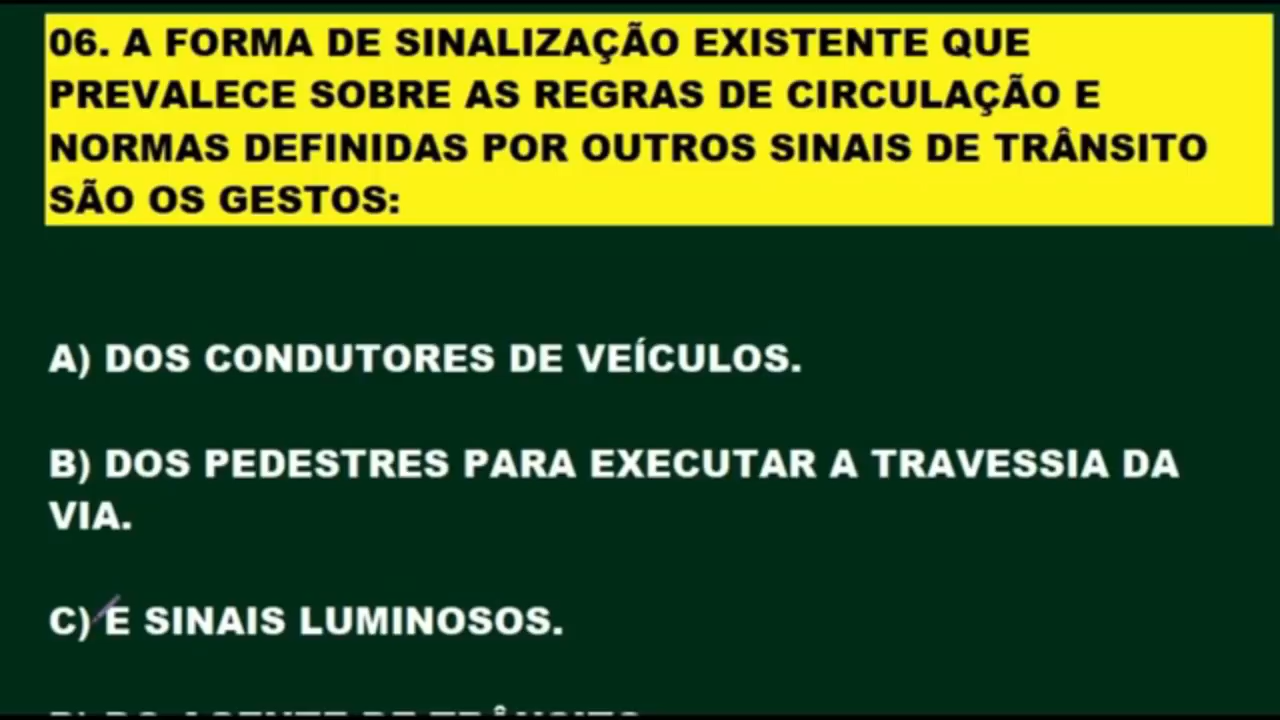 06. A FORMA DE SINALIZAÇÃO EXISTENTE QUE
PREVALECE SOBRE AS REGRAS DE CIRCULAÇÃO E
NORMAS DEFINIDAS POR OUTROS SINAIS DE TRÂNSITO
SÃO OS GESTOS:
A) DOS CONDUTORES DE VEÍCULOS.
B) DOS PEDESTRES PARA EXECUTAR A TRAVESSIA DA
VIA.
C) E SINAIS LUMINOSOS.